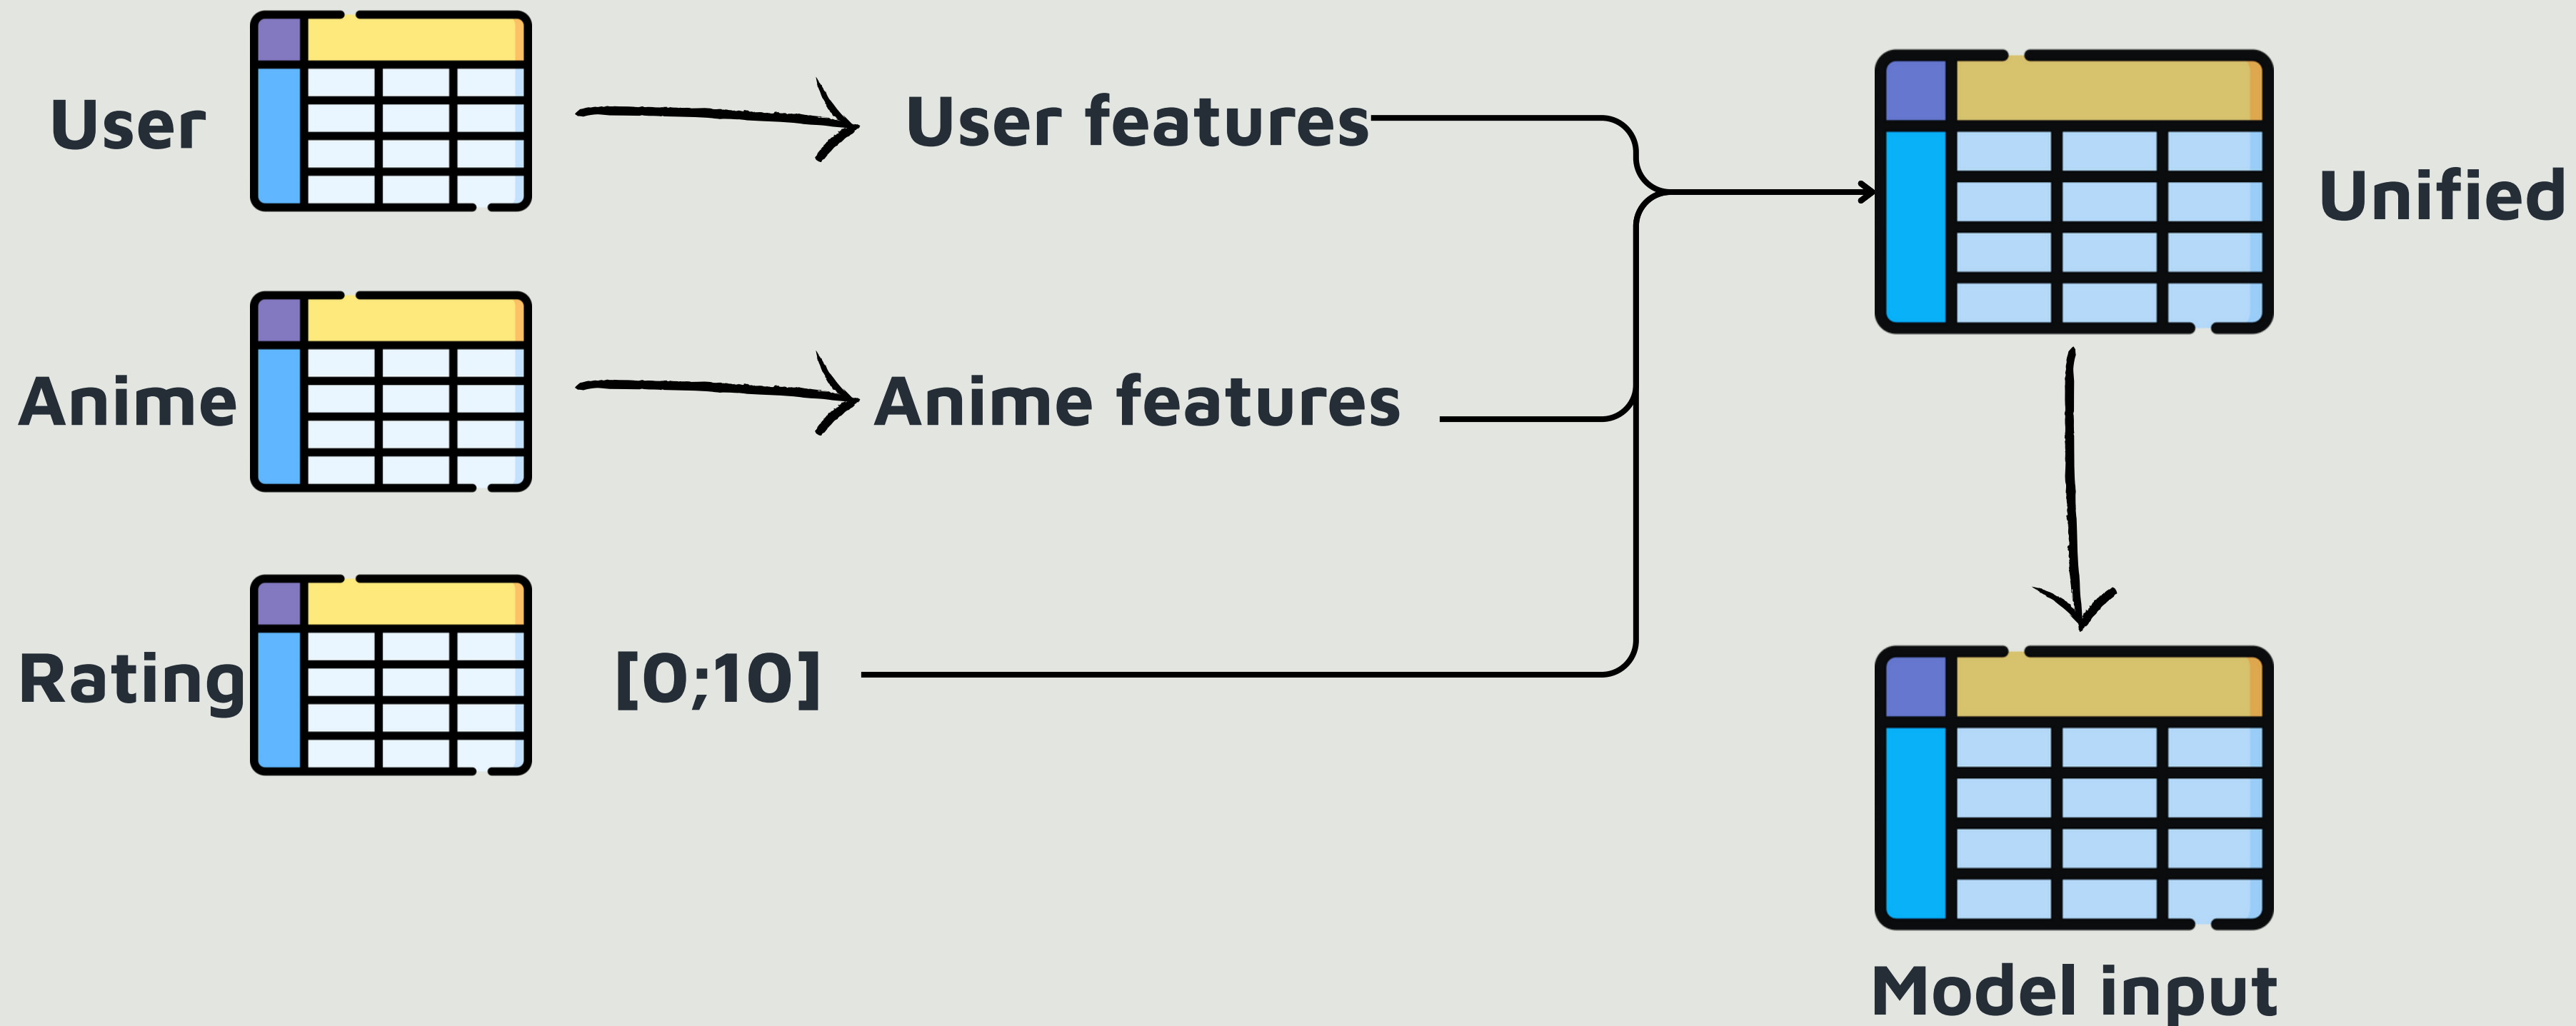 User
User features
Unified
Anime
Anime features
Rating
[0;10]
Model input